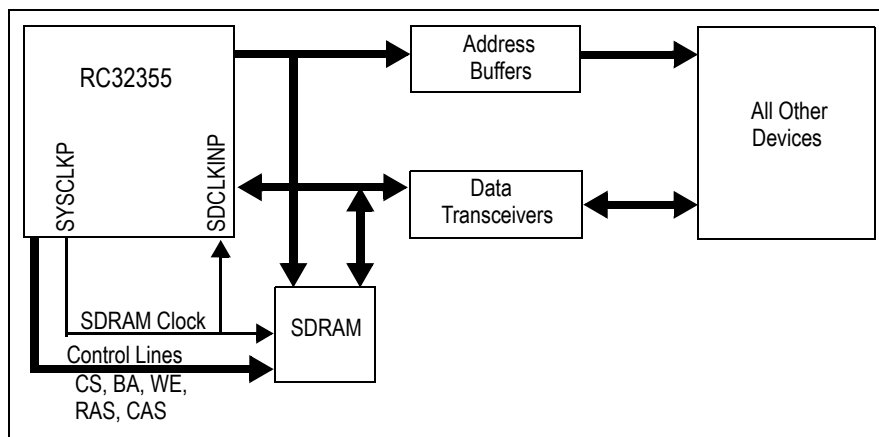 RC32355
SYSCLKP
SDCLKINP
Address
Buffers
All Other
Devices
Data
Transceivers
SDRAM Clock
SDRAM
Control Lines
CS, BA, WE,
RAS, CAS